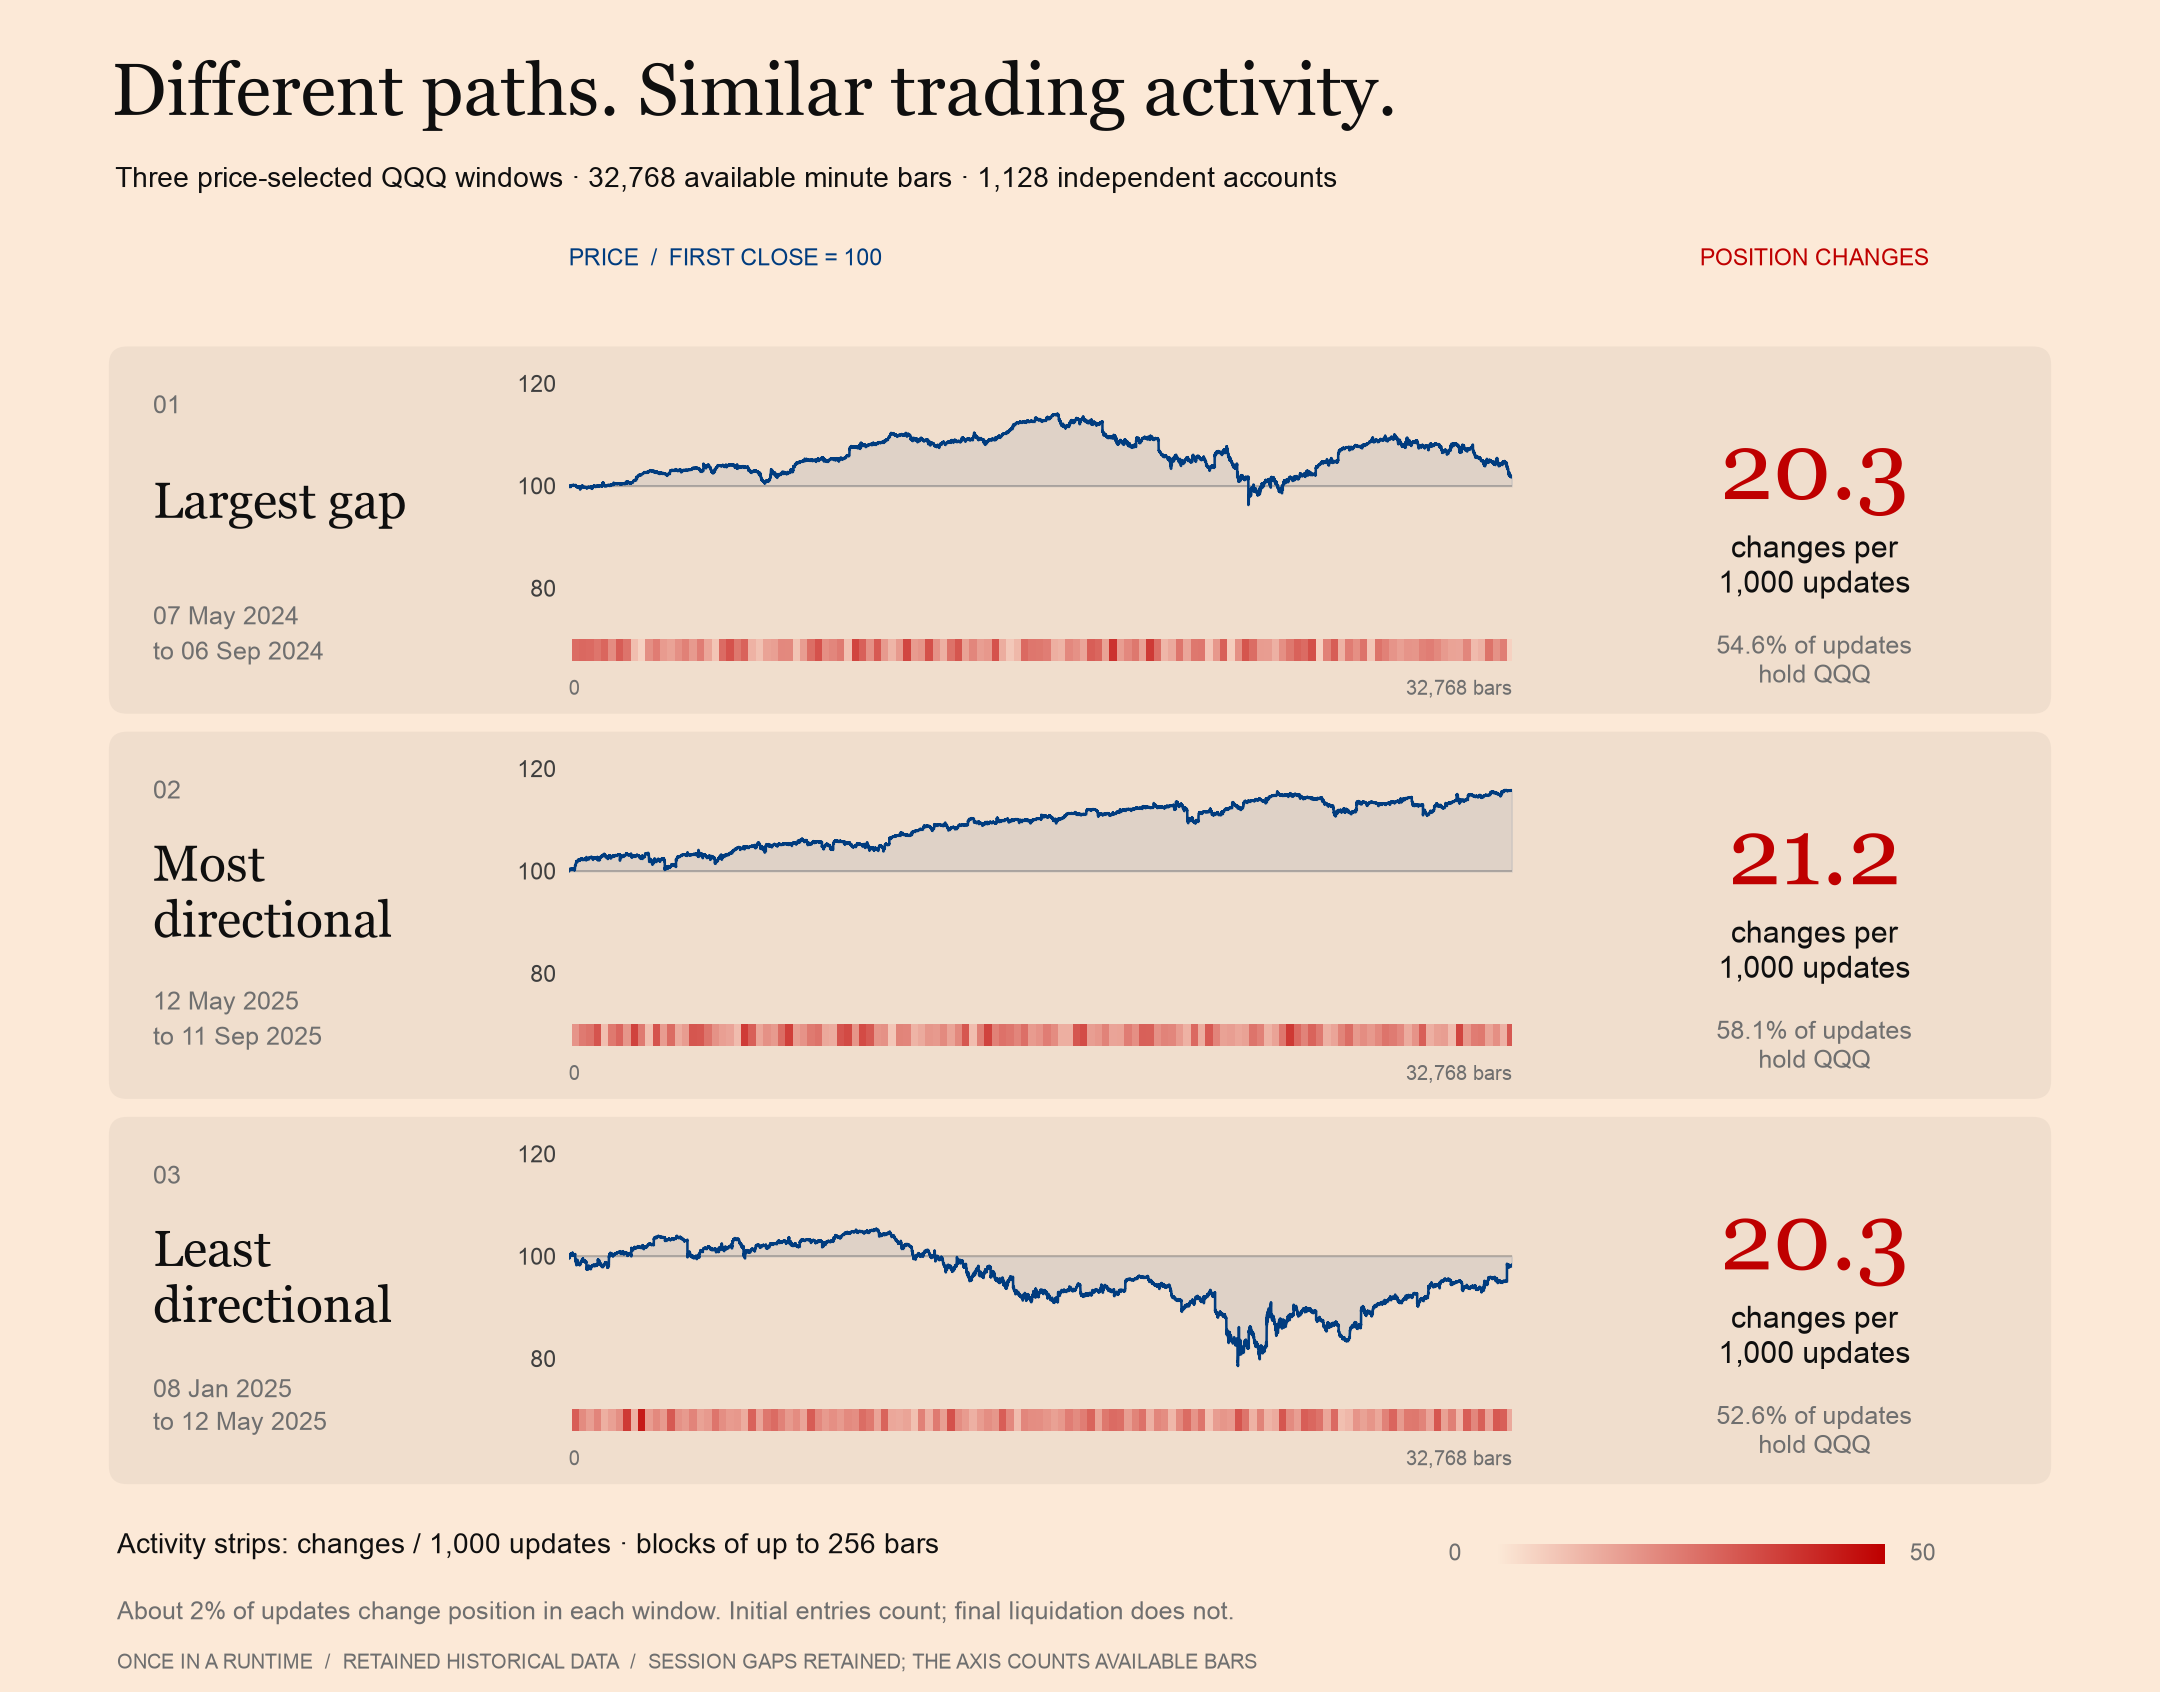 Different paths. Similar trading activity.
Three price-selected QQQ windows · 32,768 available minute bars · 1,128 independent accounts
PRICE / FIRST CLOSE = 100
POSITION CHANGES
01
Largest gap
07 May 2024
to 06 Sep 2024
120
100
80
0
32,768 bars
20.3
changes per
1,000 updates
54.6% of updates
hold QQQ
02
Most
directional
12 May 2025
to 11 Sep 2025
120
100
80
0
32,768 bars
21.2
changes per
1,000 updates
58.1% of updates
hold QQQ
03
Least
directional
08 Jan 2025
to 12 May 2025
120
100
80
0
32,768 bars
20.3
changes per
1,000 updates
52.6% of updates
hold QQQ
Activity strips: changes / 1,000 updates · blocks of up to 256 bars
0
50
About 2% of updates change position in each window. Initial entries count; final liquidation does not.
ONCE IN A RUNTIME / RETAINED HISTORICAL DATA / SESSION GAPS RETAINED; THE AXIS COUNTS AVAILABLE BARS